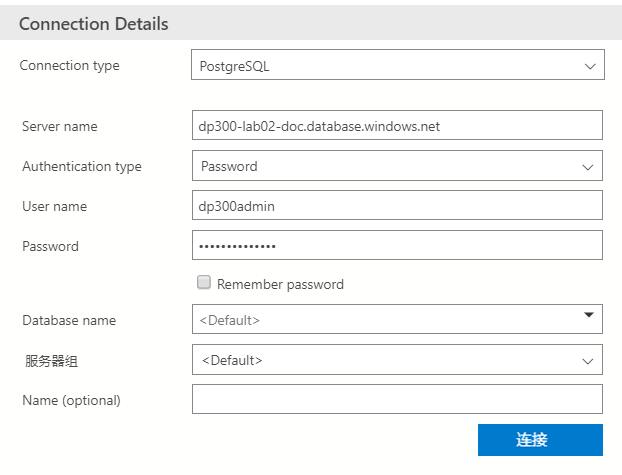 Connection Details
Connection type PostgreSQL
Server name dp300-lab02-doc.database.windows.net
Authentication type Password
User name dp300admin
Password ••••••••••••••
Remember password
Database name <Default>
服务器组 <Default>
Name (optional)
连接